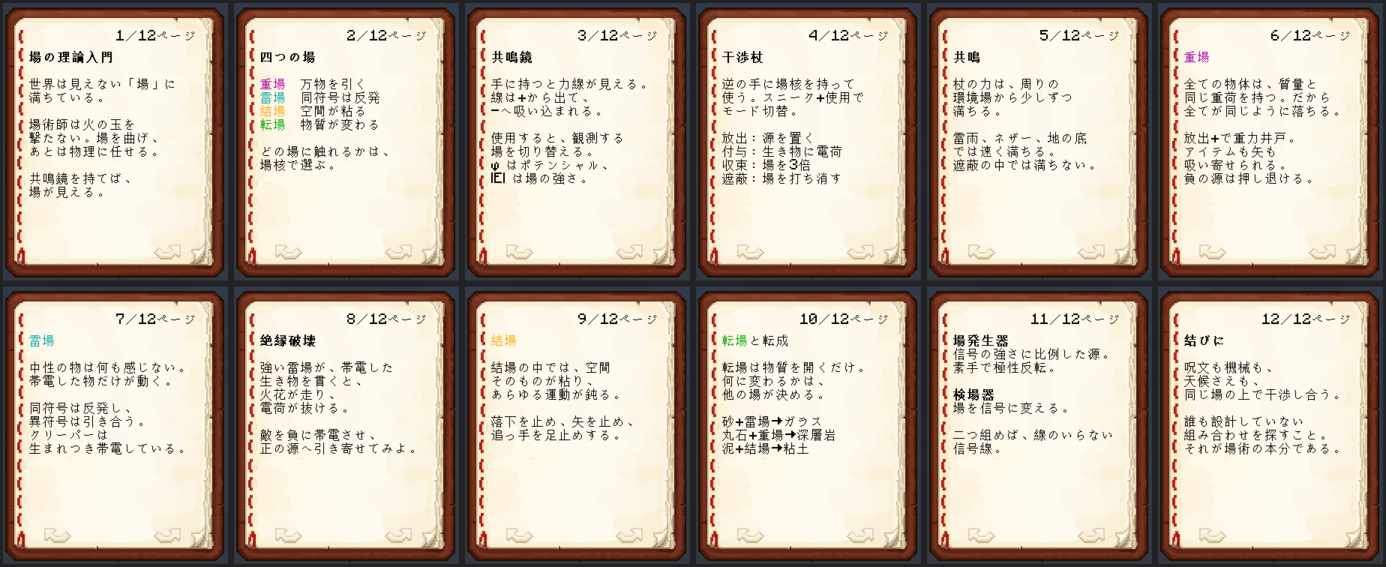 1/12ページ
場の理論入門
世界は見えない「場」に
満ちている。
場術師は火の玉を
撃たない。場を曲げ、
あとは物理に任せる。
共鳴鏡を持てば、
場が見える。
2/12ページ
四つの場
重場 万物を引く
雷場 同符号は反発
結場 空間が粘る
転場 物質が変わる
どの場に触れるかは、
場核で選ぶ。
3/12ページ
共鳴鏡
手に持つと力線が見える。
線は+から出て、
-へ吸い込まれる。
使用すると、観測する
場を切り替える。
φ はポテンシャル、
|E| は場の強さ。
4/12ページ
干渉杖
逆の手に場核を持って
使う。スニーク+使用で
モード切替。
放出：源を置く
付与：生き物に電荷
収束：場を3倍
遮蔽：場を打ち消す
5/12ページ
共鳴
杖の力は、周りの
環境場から少しずつ
満ちる。
雷雨、ネザー、地の底
では速く満ちる。
遮蔽の中では満ちない。
6/12ページ
重場
全ての物体は、質量と
同じ重荷を持つ。だから
全てが同じように落ちる。
放出+で重力井戸。
アイテムも矢も
吸い寄せられる。
負の源は押し退ける。
7/12ページ
雷場
中性の物は何も感じない。
帯電した物だけが動く。
同符号は反発し、
異符号は引き合う。
クリーパーは
生まれつき帯電している。
8/12ページ
絶縁破壊
強い雷場が、帯電した
生き物を貫くと、
火花が走り、
電荷が抜ける。
敵を負に帯電させ、
正の源へ引き寄せてみよ。
9/12ページ
結場
結場の中では、空間
そのものが粘り、
あらゆる運動が鈍る。
落下を止め、矢を止め、
追っ手を足止めする。
10/12ページ
転場と転成
転場は物質を開くだけ。
何に変わるかは、
他の場が決める。
砂+雷場→ガラス
丸石+重場→深層岩
泥+結場→粘土
11/12ページ
場発生器
信号の強さに比例した源。
素手で極性反転。
検場器
場を信号に変える。
二つ組めば、線のいらない
信号線。
12/12ページ
結びに
呪文も機械も、
天候さえも、
同じ場の上で干渉し合う。
誰も設計していない
組み合わせを探すこと。
それが場術の本分である。